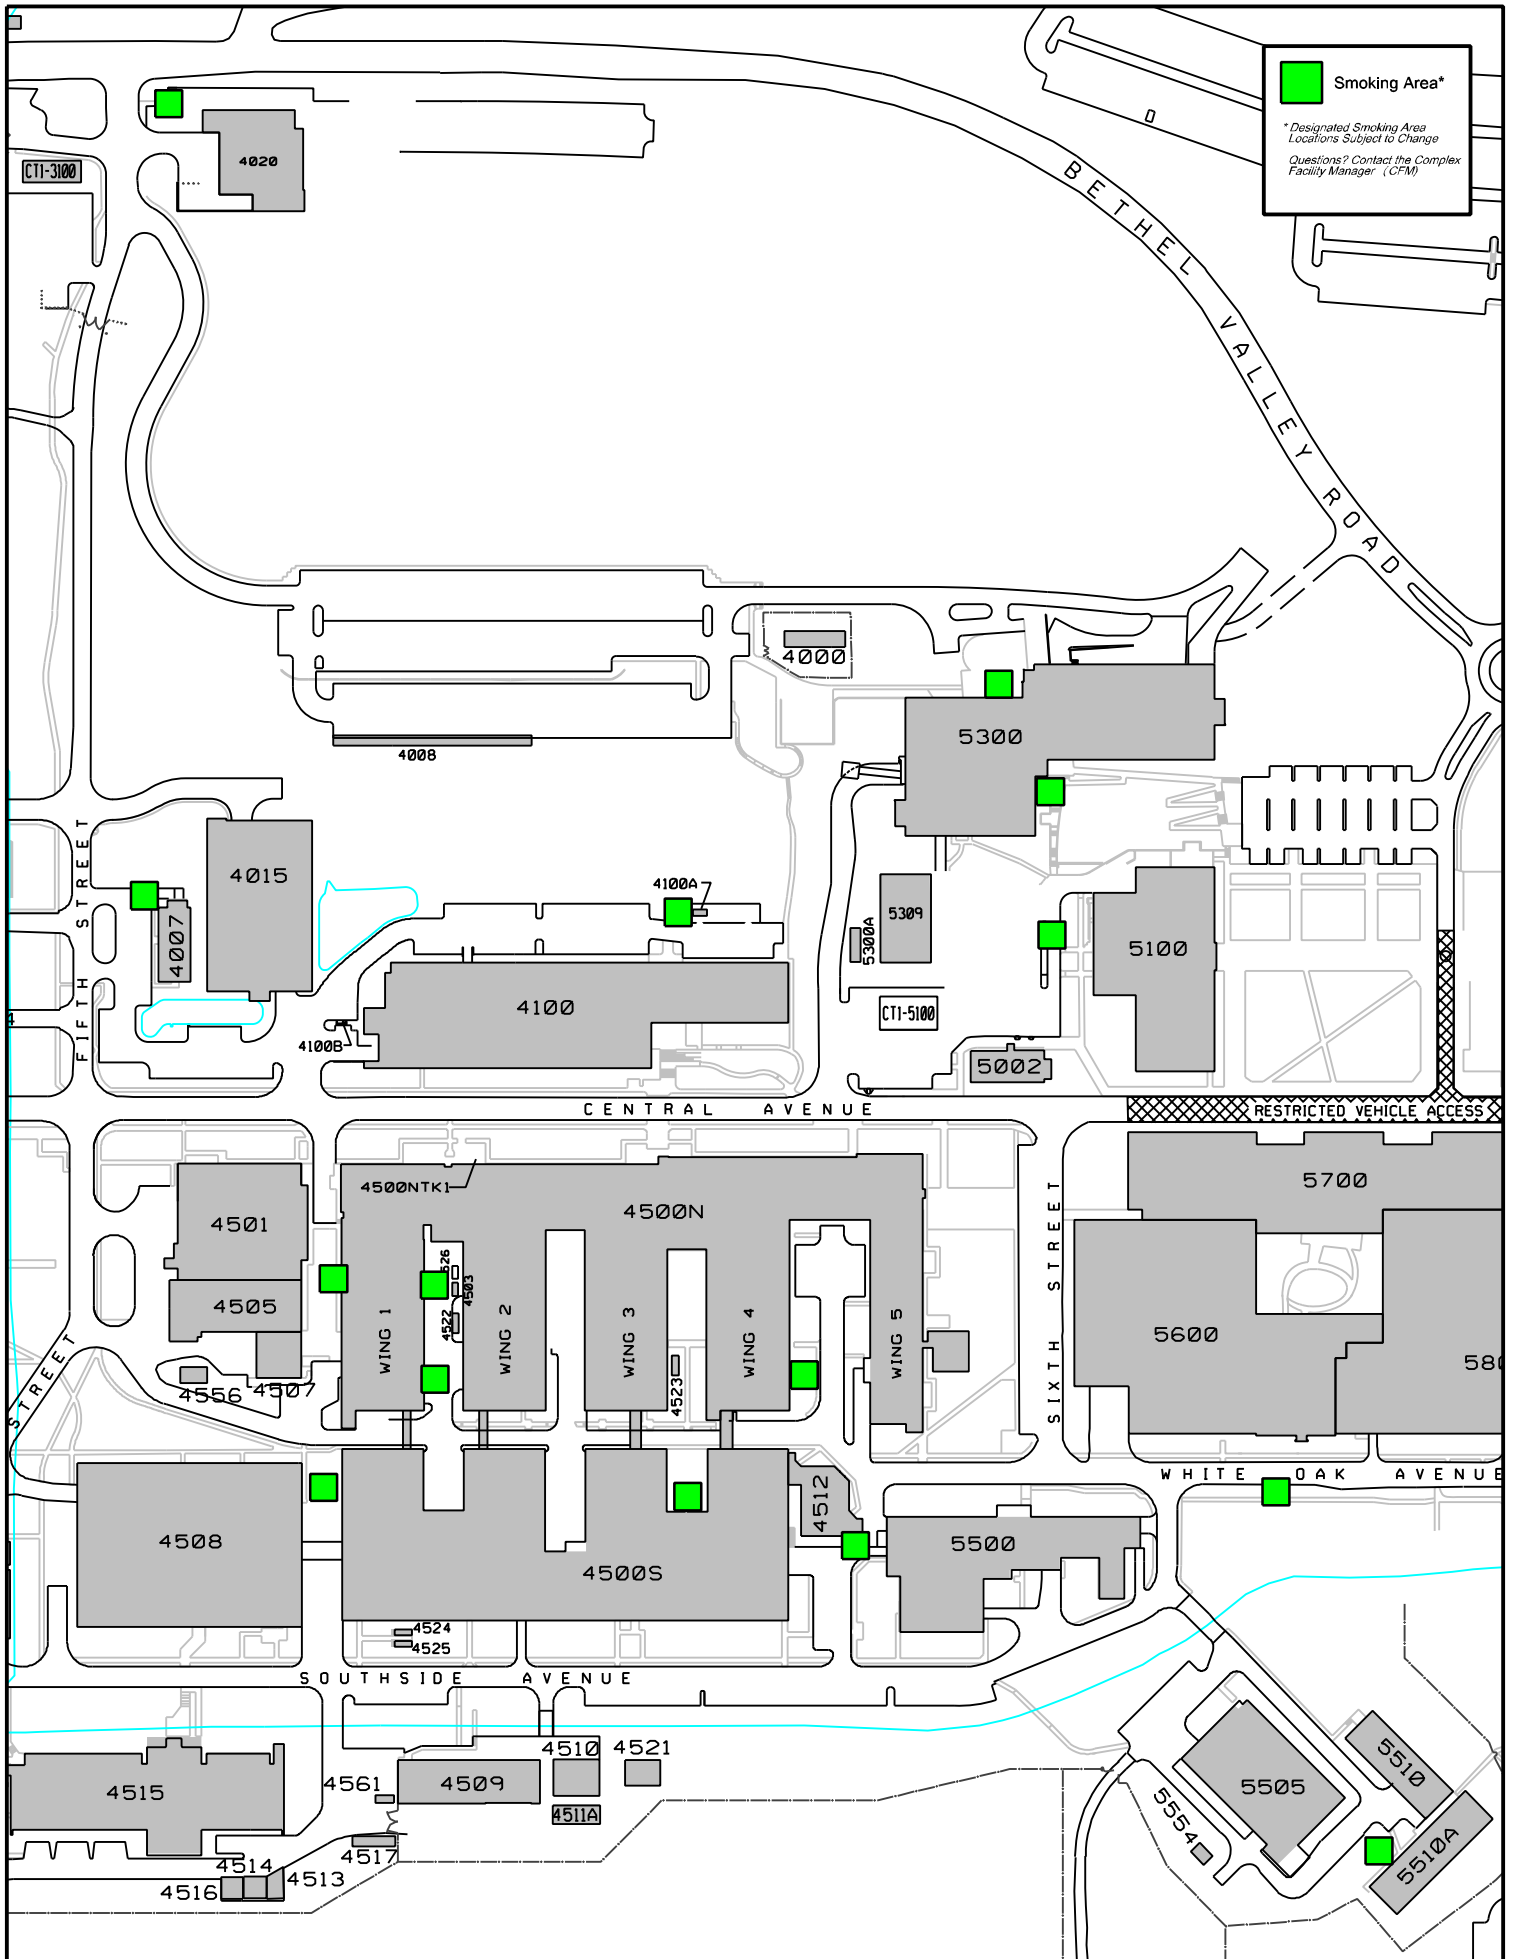 Smoking Area*
* Designated Smoking Area
Locations Subject to Change
Questions? Contact the Complex
Facility Manager (CFM)
4020
CT1-3100
BETHEL VALLEY ROAD
4000
5300
4008
FIFTH STREET
4015
4007
4100A
5309
5300A
5100
4100
CT1-5100
4100B
5002
4
CENTRAL AVENUE
RESTRICTED VEHICLE ACCESS
5700
4500NTK1
4500N
4501
SIXTH STREET
4503
4522
4505
WING 1
WING 2
WING 3
WING 4
WING 5
5600
58
STREET
4556
4507
4523
WHITE OAK AVENUE
4512
4508
5500
4500S
4524
4525
SOUTHSIDE AVENUE
4510
4521
4515
4561
4509
4511A
5510
5505
5554
5510A
4517
4514
4513
4516